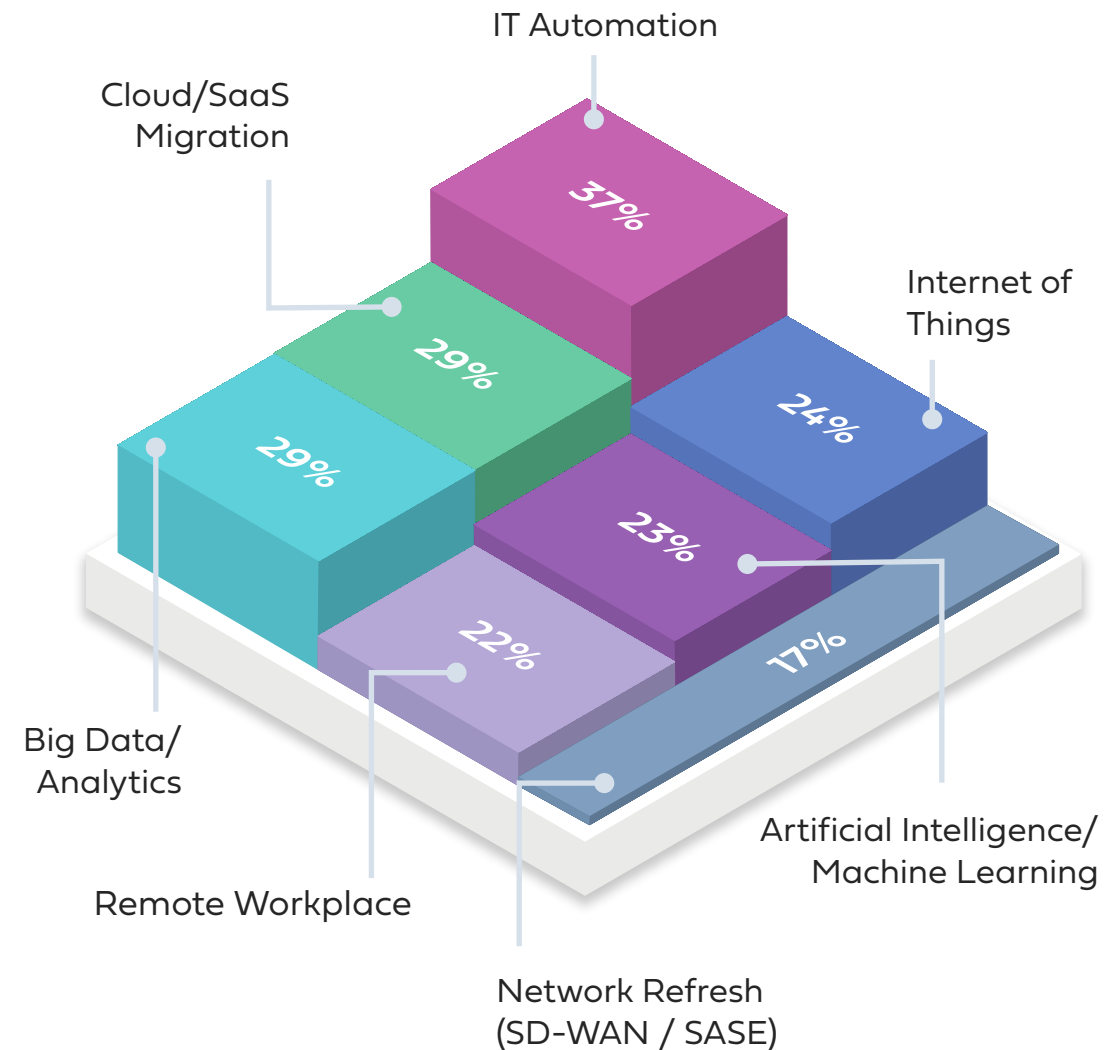 IT Automation
Cloud/SaaS
Migration
37%
Internet of
Things
29%
24%
29%
23%
22%
17%
Big Data/
Analytics
Artificial Intelligence/
Machine Learning
Remote Workplace
Network Refresh
(SD-WAN / SASE)